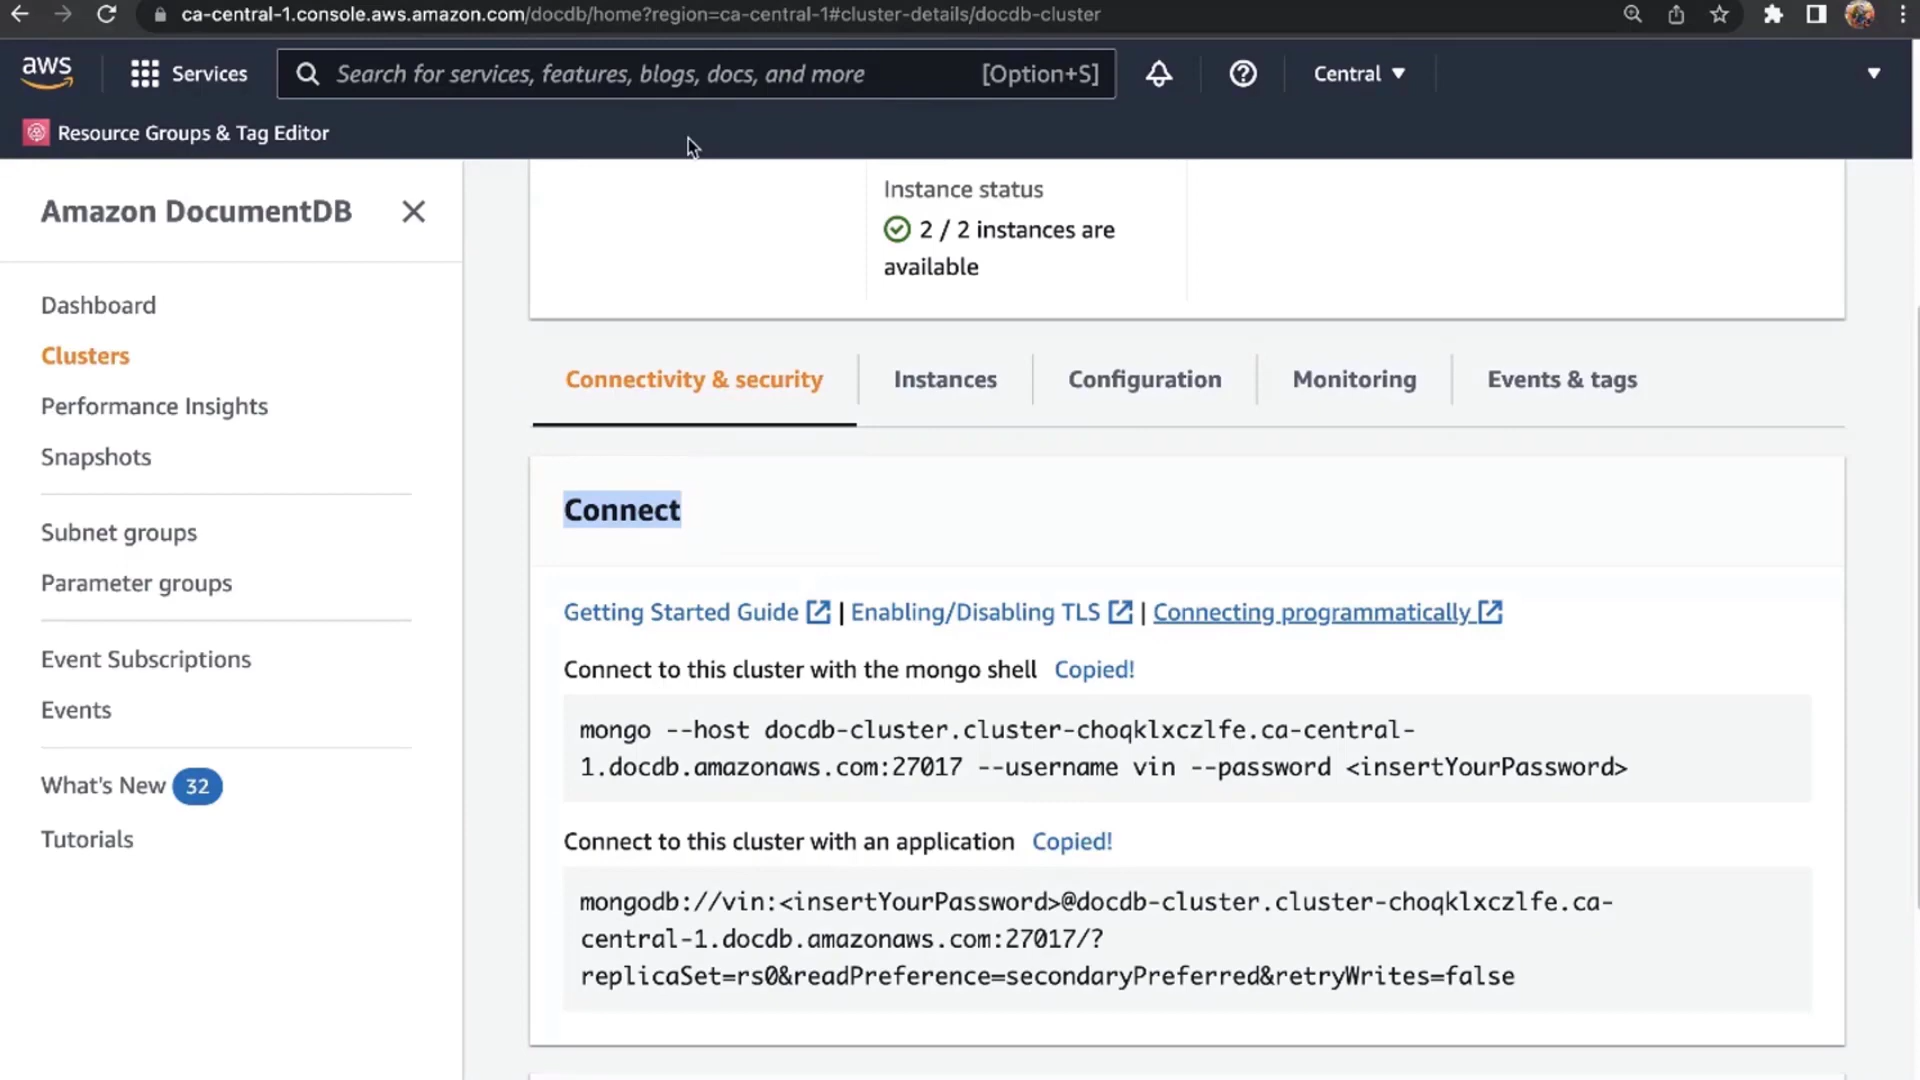 ca-central-1.console.aws.amazon.com/docdb/home?region=ca-central-1#cluster-details/docdb-cluster
aws
Services
Search for services, features, blogs, docs, and more
[Option+S]
Central
Resource Groups & Tag Editor
Amazon DocumentDB
Dashboard
Clusters
Performance Insights
Snapshots
Subnet groups
Parameter groups
Event Subscriptions
Events
What's New 32
Tutorials
Instance status
2 / 2 instances are
available
Connectivity & security
Instances
Configuration
Monitoring
Events & tags
Connect
Getting Started Guide | Enabling/Disabling TLS | Connecting programmatically
Connect to this cluster with the mongo shell Copied!
mongo --host docdb-cluster.cluster-choqklxczlfe.ca-central-
1.docdb.amazonaws.com:27017 --username vin --password <insertYourPassword>
Connect to this cluster with an application Copied!
mongodb://vin:<insertYourPassword>@docdb-cluster.cluster-choqklxczlfe.ca-
central-1.docdb.amazonaws.com:27017/?
replicaSet=rs0&readPreference=secondaryPreferred&retryWrites=false